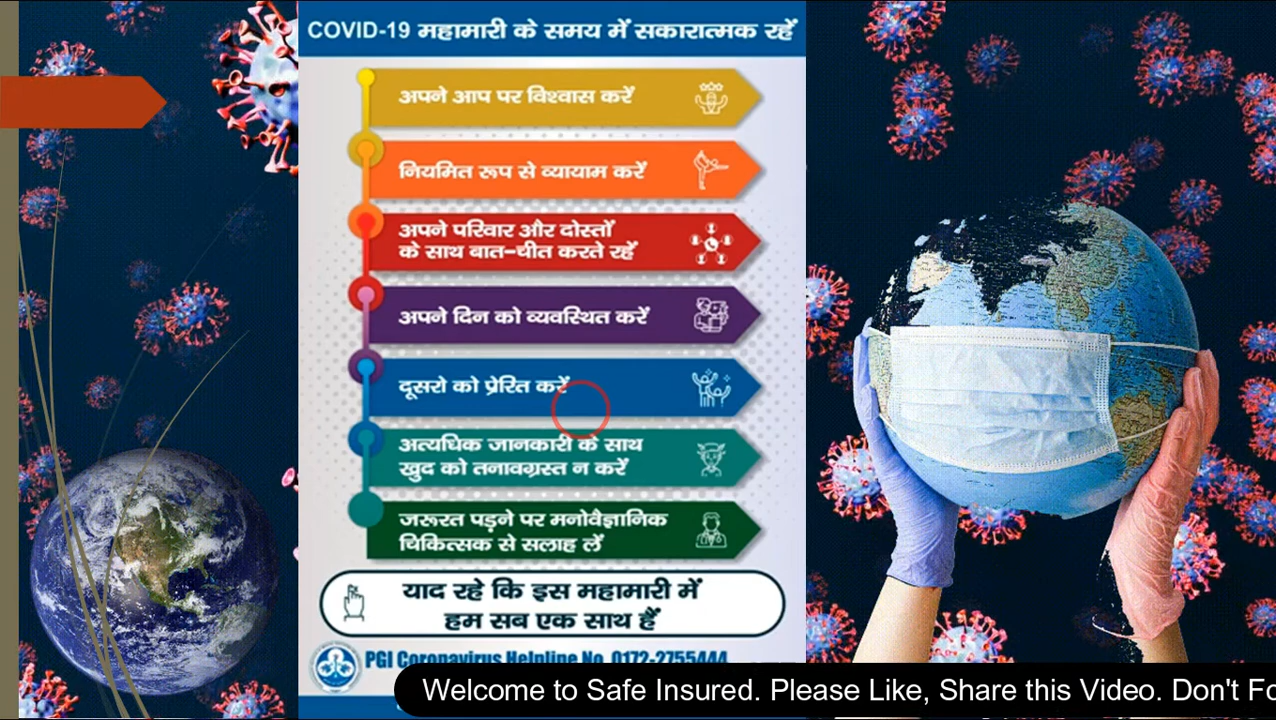 COVID-19 महामारी के समय में सकारात्मक रहें
अपने आप पर विश्वास करें
नियमित रूप से व्यायाम करें
अपने परिवार और दोस्तों
के साथ बात-चीत करते रहें
अपने दिन को व्यवस्थित करें
दूसरो को प्रेरित करें
अत्यधिक जानकारी के साथ
खुद को तनावग्रस्त न करें
जरूरत पड़ने पर मनोवैज्ञानिक
चिकित्सक से सलाह लें
याद रहे कि इस महामारी में
हम सब एक साथ हैं
PGI Coronavirus Helpline No. 0172-2755444
Welcome to Safe Insured. Please Like, Share this Video. Don't Fo